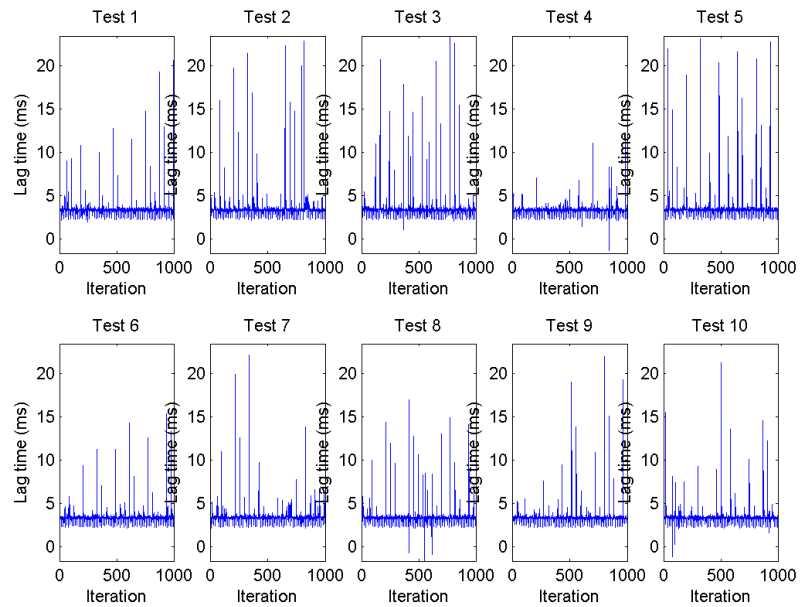 Test 1 Test 2 Test 3 Test 4 Test 5
Lag time (ms) Lag time (ms) Lag time (ms) Lag time (ms) Lag time (ms)
20 20 20 20 20
15 15 15 15 15
10 10 10 10 10
5 5 5 5 5
0 0 0 0 0
0 500 1000 0 500 1000 0 500 1000 0 500 1000 0 500 1000
Iteration Iteration Iteration Iteration Iteration
Test 6 Test 7 Test 8 Test 9 Test 10
Lag time (ms) Lag time (ms) Lag time (ms) Lag time (ms) Lag time (ms)
20 20 20 20 20
15 15 15 15 15
10 10 10 10 10
5 5 5 5 5
0 0 0 0 0
0 500 1000 0 500 1000 0 500 1000 0 500 1000 0 500 1000
Iteration Iteration Iteration Iteration Iteration